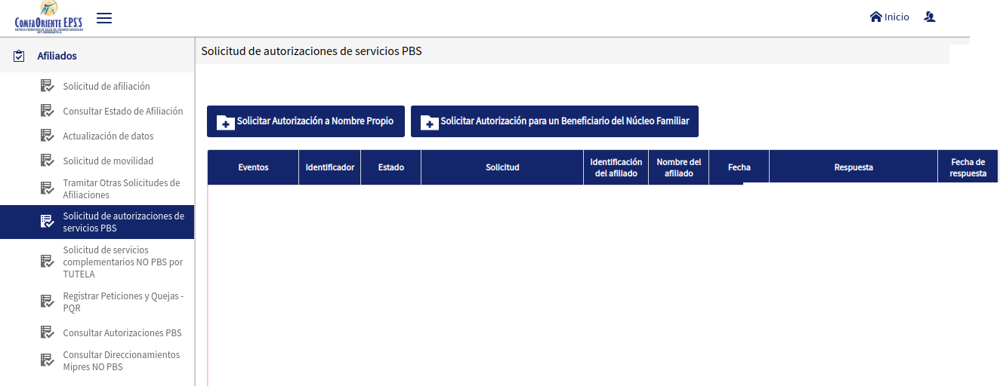 COMFAORIENTE E.P.S'S
Inicio
Afiliados
Solicitud de autorizaciones de servicios PBS
Solicitud de afiliación
Consultar Estado de Afiliación
Actualización de datos
Solicitud de movilidad
Tramitar Otras Solicitudes de
Afiliaciones
Solicitud de autorizaciones de
servicios PBS
Solicitud de servicios
complementarios NO PBS por
TUTELA
Registrar Peticiones y Quejas -
PQR
Consultar Autorizaciones PBS
Consultar Direccionamientos
Mipres NO PBS
Solicitar Autorización a Nombre Propio
Solicitar Autorización para un Beneficiario del Núcleo Familiar
Eventos
Identificador
Estado
Solicitud
Identificación
del afiliado
Nombre del
afiliado
Fecha
Respuesta
Fecha de
respuesta